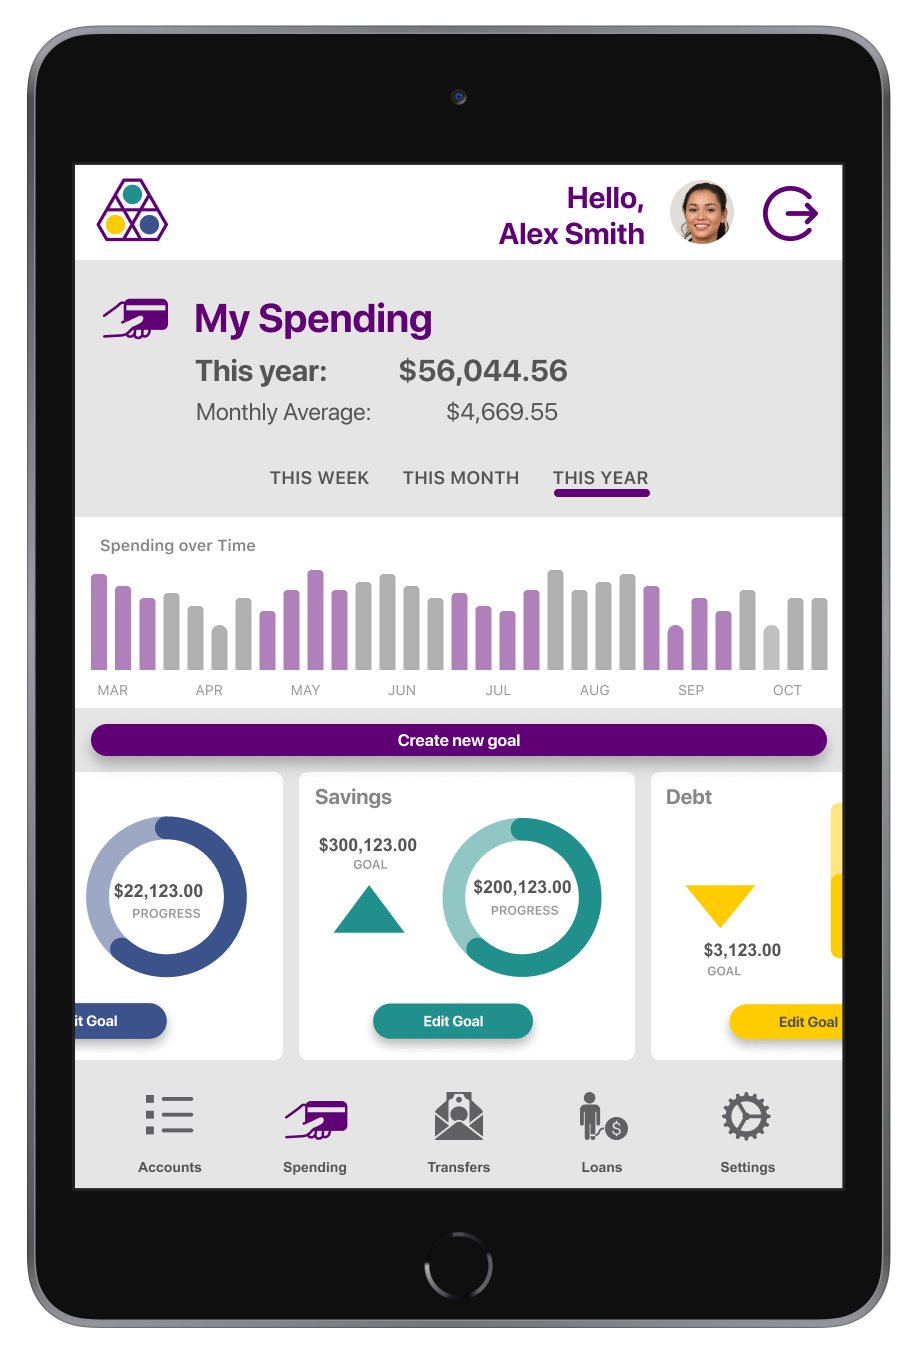 Hello,
Alex Smith
My Spending
This year: $56,044.56
Monthly Average: $4,669.55
THIS WEEK THIS MONTH THIS YEAR
Spending over Time
MAR APR MAY JUN JUL AUG SEP OCT
Create new goal
Savings
Debt
$300,123.00
GOAL
$22,123.00
PROGRESS
$200,123.00
PROGRESS
$3,123.00
GOAL
it Goal
Edit Goal
Edit Goal
$
Accounts Spending Transfers Loans Settings